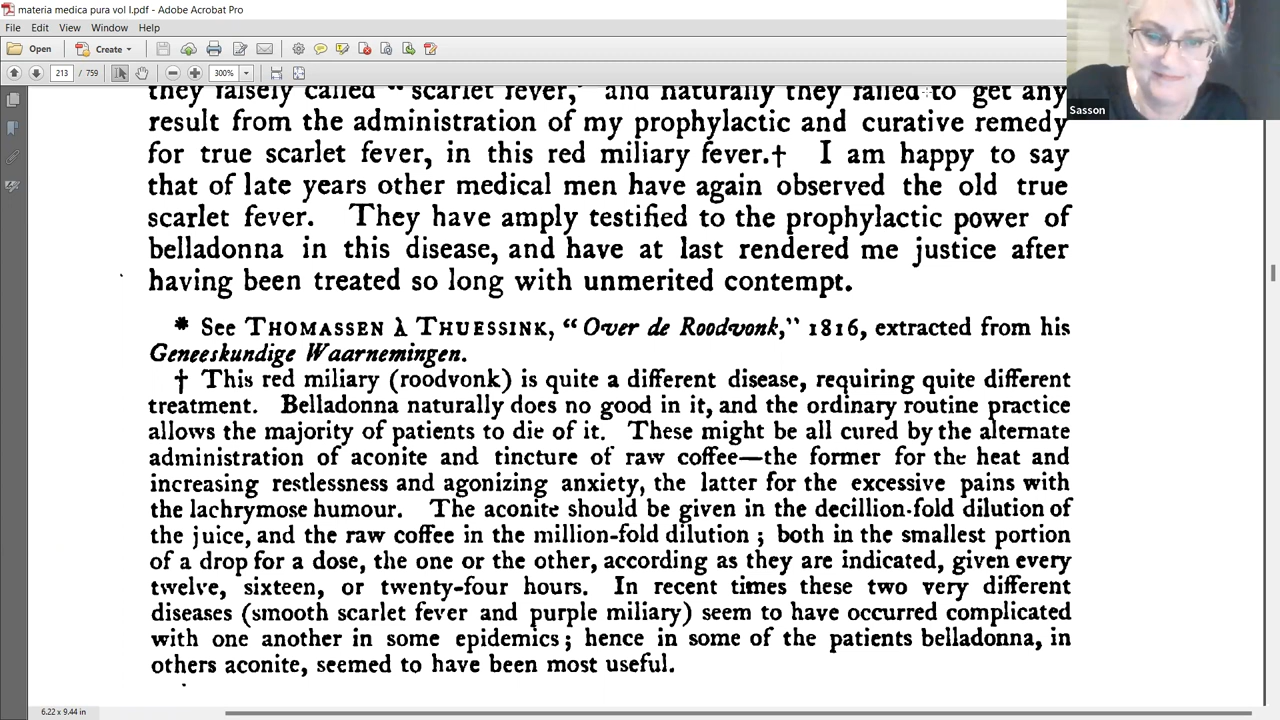 materia medica pura vol I.pdf - Adobe Acrobat Pro
File Edit View Window Help
Open Create
213 / 759 300%
Sasson
they falsely called "scarlet fever," and naturally they failed to get any
result from the administration of my prophylactic and curative remedy
for true scarlet fever, in this red miliary fever.† I am happy to say
that of late years other medical men have again observed the old true
scarlet fever. They have amply testified to the prophylactic power of
belladonna in this disease, and have at last rendered me justice after
having been treated so long with unmerited contempt.
* See THOMASSEN À THUESSINK, "Over de Roodvonk," 1816, extracted from his
Geneeskundige Waarnemingen.
† This red miliary (roodvonk) is quite a different disease, requiring quite different
treatment. Belladonna naturally does no good in it, and the ordinary routine practice
allows the majority of patients to die of it. These might be all cured by the alternate
administration of aconite and tincture of raw coffee—the former for the heat and
increasing restlessness and agonizing anxiety, the latter for the excessive pains with
the lachrymose humour. The aconite should be given in the decillion-fold dilution of
the juice, and the raw coffee in the million-fold dilution ; both in the smallest portion
of a drop for a dose, the one or the other, according as they are indicated, given every
twelve, sixteen, or twenty-four hours. In recent times these two very different
diseases (smooth scarlet fever and purple miliary) seem to have occurred complicated
with one another in some epidemics ; hence in some of the patients belladonna, in
others aconite, seemed to have been most useful.
6.22 x 9.44 in